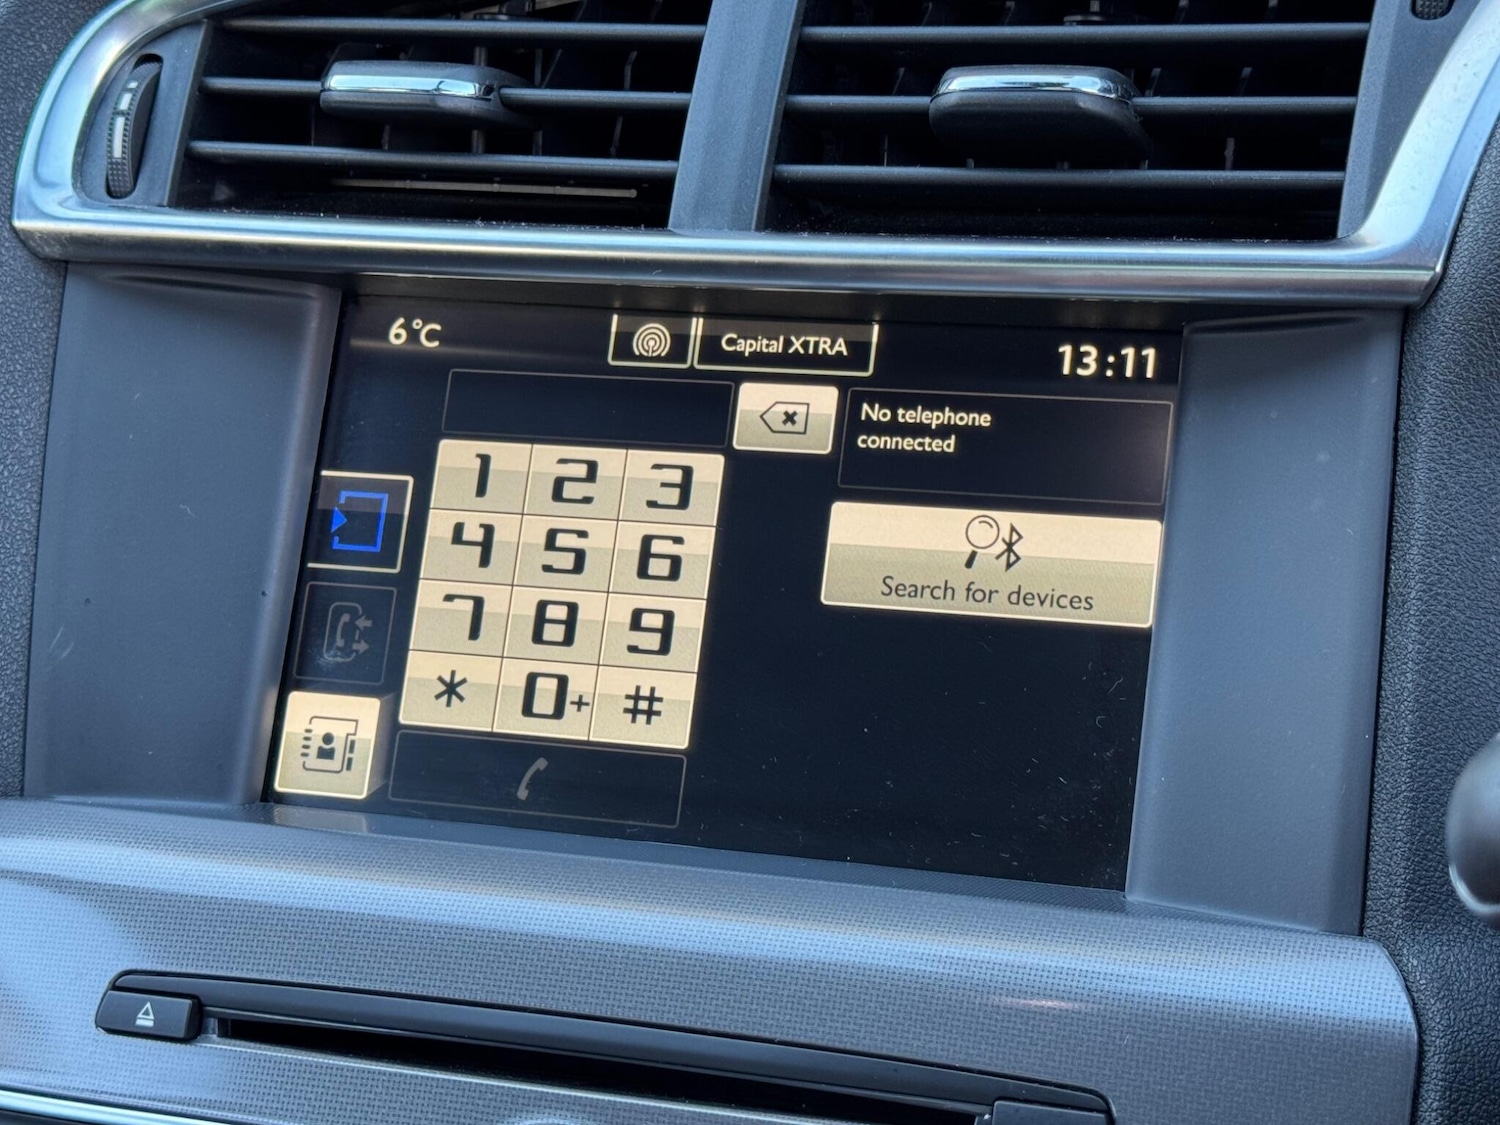 6°C
Capital XTRA
13:11
No telephone
connected
1 2 3
4 5 6
7 8 9
* 0+ #
Search for devices